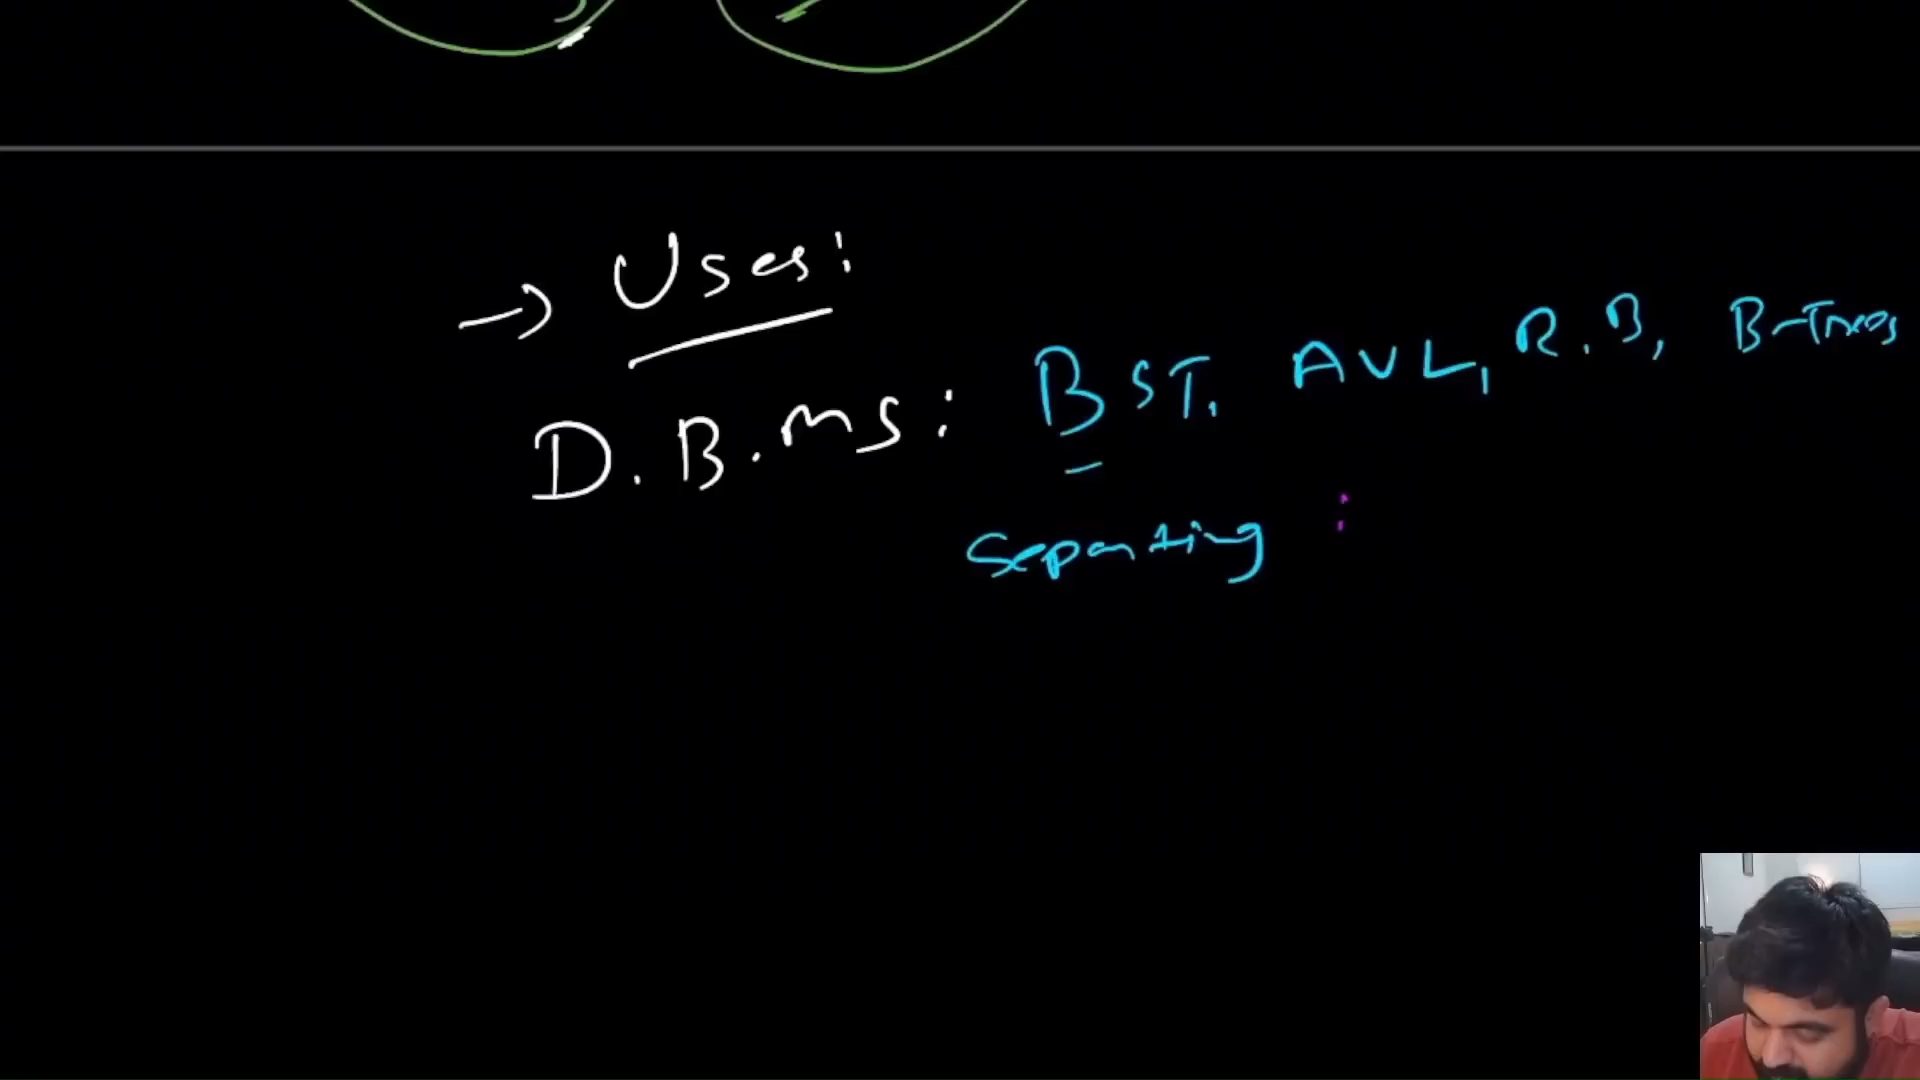 → Uses:
D.B.MS: BST, AVL, R.B, B-Trees
Separating :